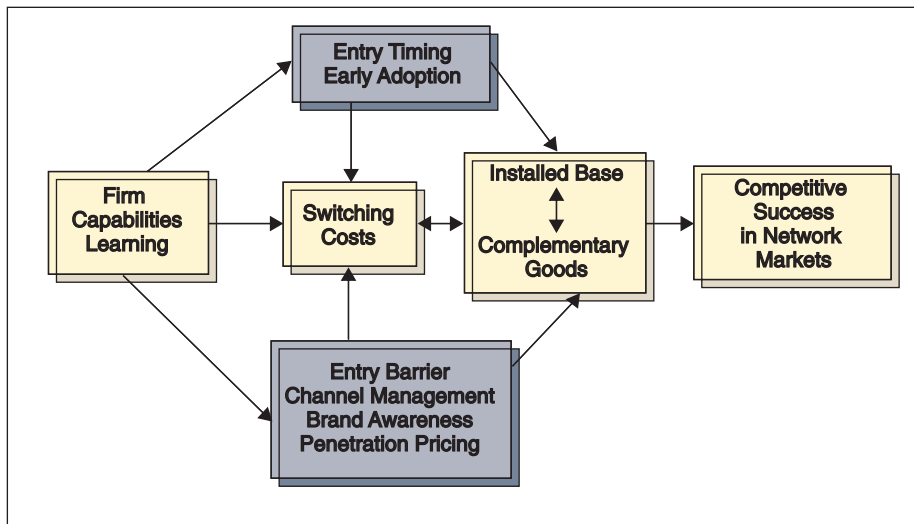 Entry Timing
Early Adoption
Firm
Capabilities
Learning
Switching
Costs
Installed Base
Complementary
Goods
Competitive
Success
in Network
Markets
Entry Barrier
Channel Management
Brand Awareness
Penetration Pricing